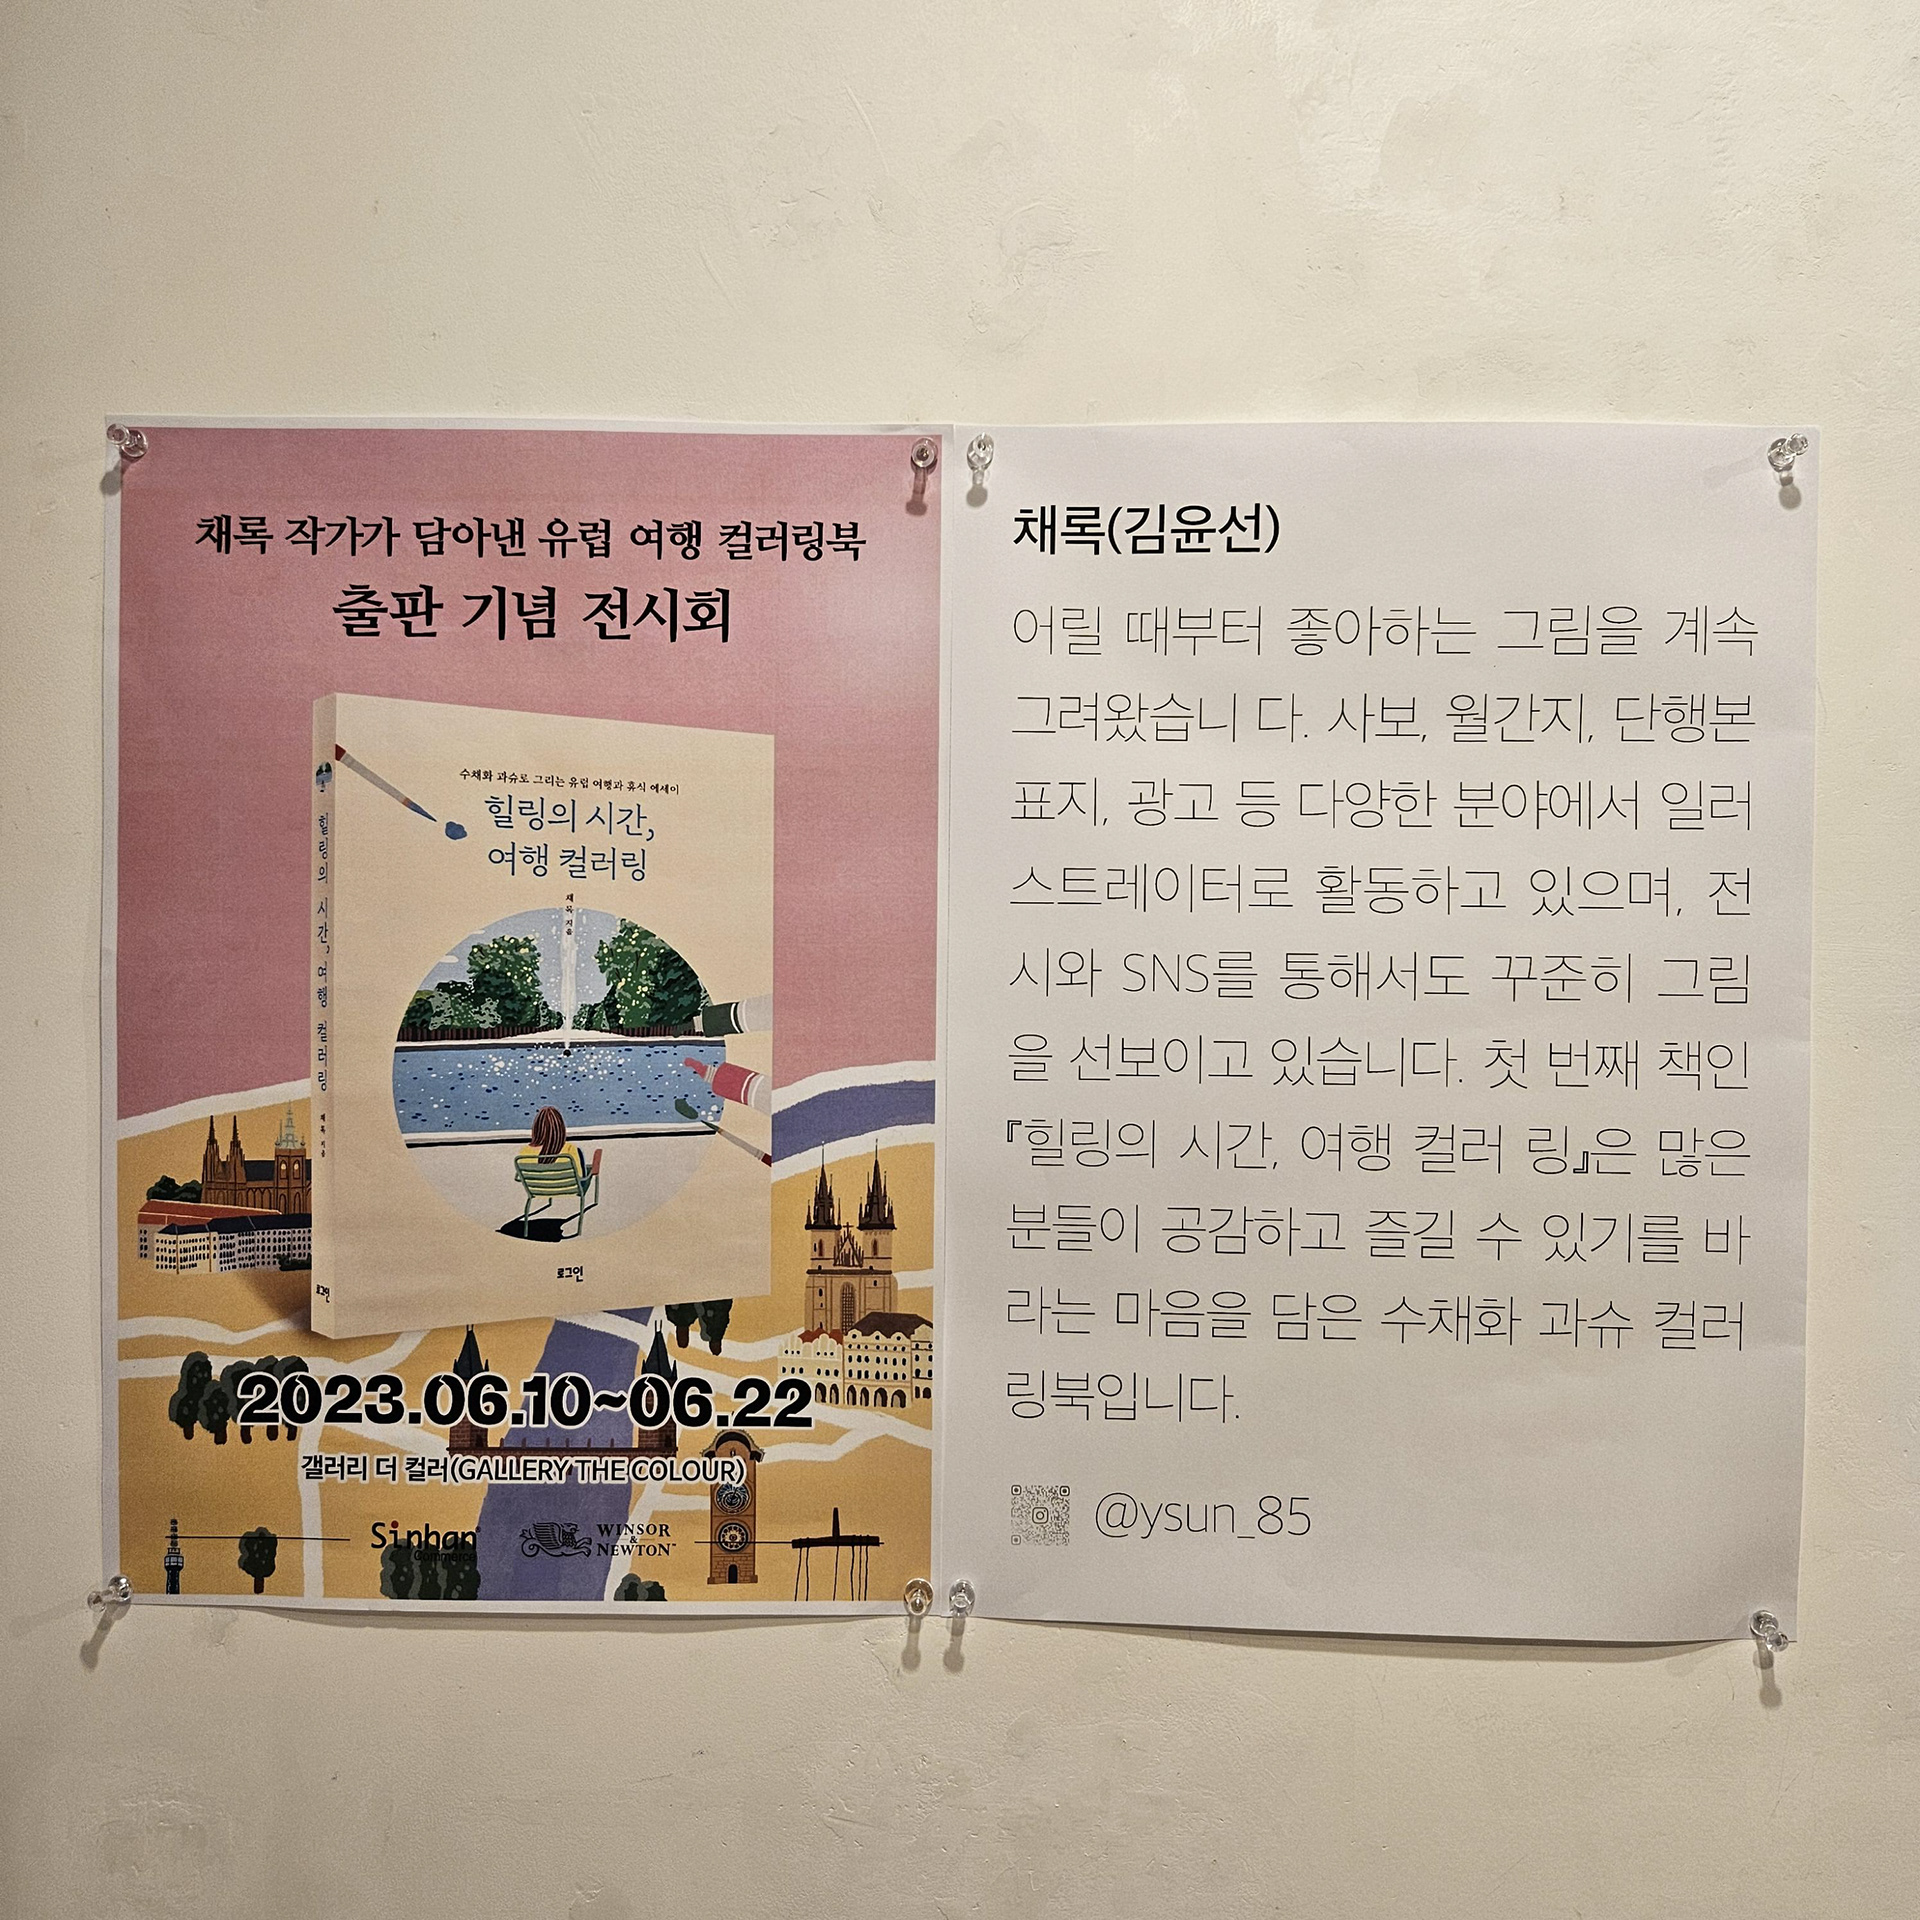 채록 작가가 담아낸 유럽 여행 컬러링북
출판 기념 전시회
수채화 과슈로 그리는 유럽 여행과 휴식 에세이
힐링의 시간,
여행 컬러링
채록 지음
로그인
힐링의 시간, 여행 컬러링 채록 지음 로그인
2023.06.10~06.22
갤러리 더 컬러(GALLERY THE COLOUR)
Sinhan
Commerce
WINSOR
&
NEWTON
채록(김윤선)
어릴 때부터 좋아하는 그림을 계속
그려왔습니 다. 사보, 월간지, 단행본
표지, 광고 등 다양한 분야에서 일러
스트레이터로 활동하고 있으며, 전
시와 SNS를 통해서도 꾸준히 그림
을 선보이고 있습니다. 첫 번째 책인
『힐링의 시간, 여행 컬러 링』은 많은
분들이 공감하고 즐길 수 있기를 바
라는 마음을 담은 수채화 과슈 컬러
링북입니다.
@ysun_85